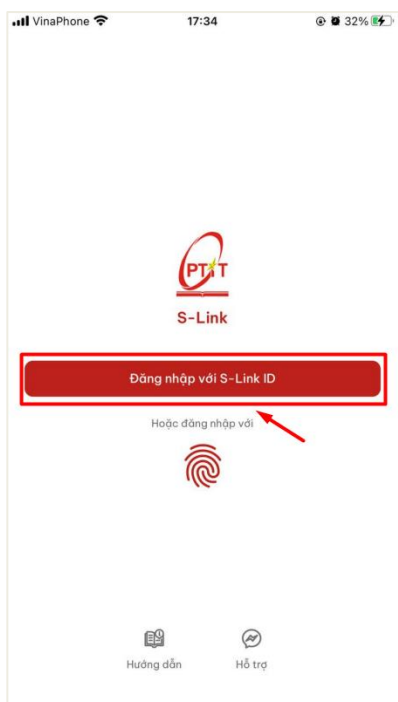 VinaPhone 17:34 32%
PTIT
S-Link
Đăng nhập với S-Link ID
Hoặc đăng nhập với
Hướng dẫn Hỗ trợ